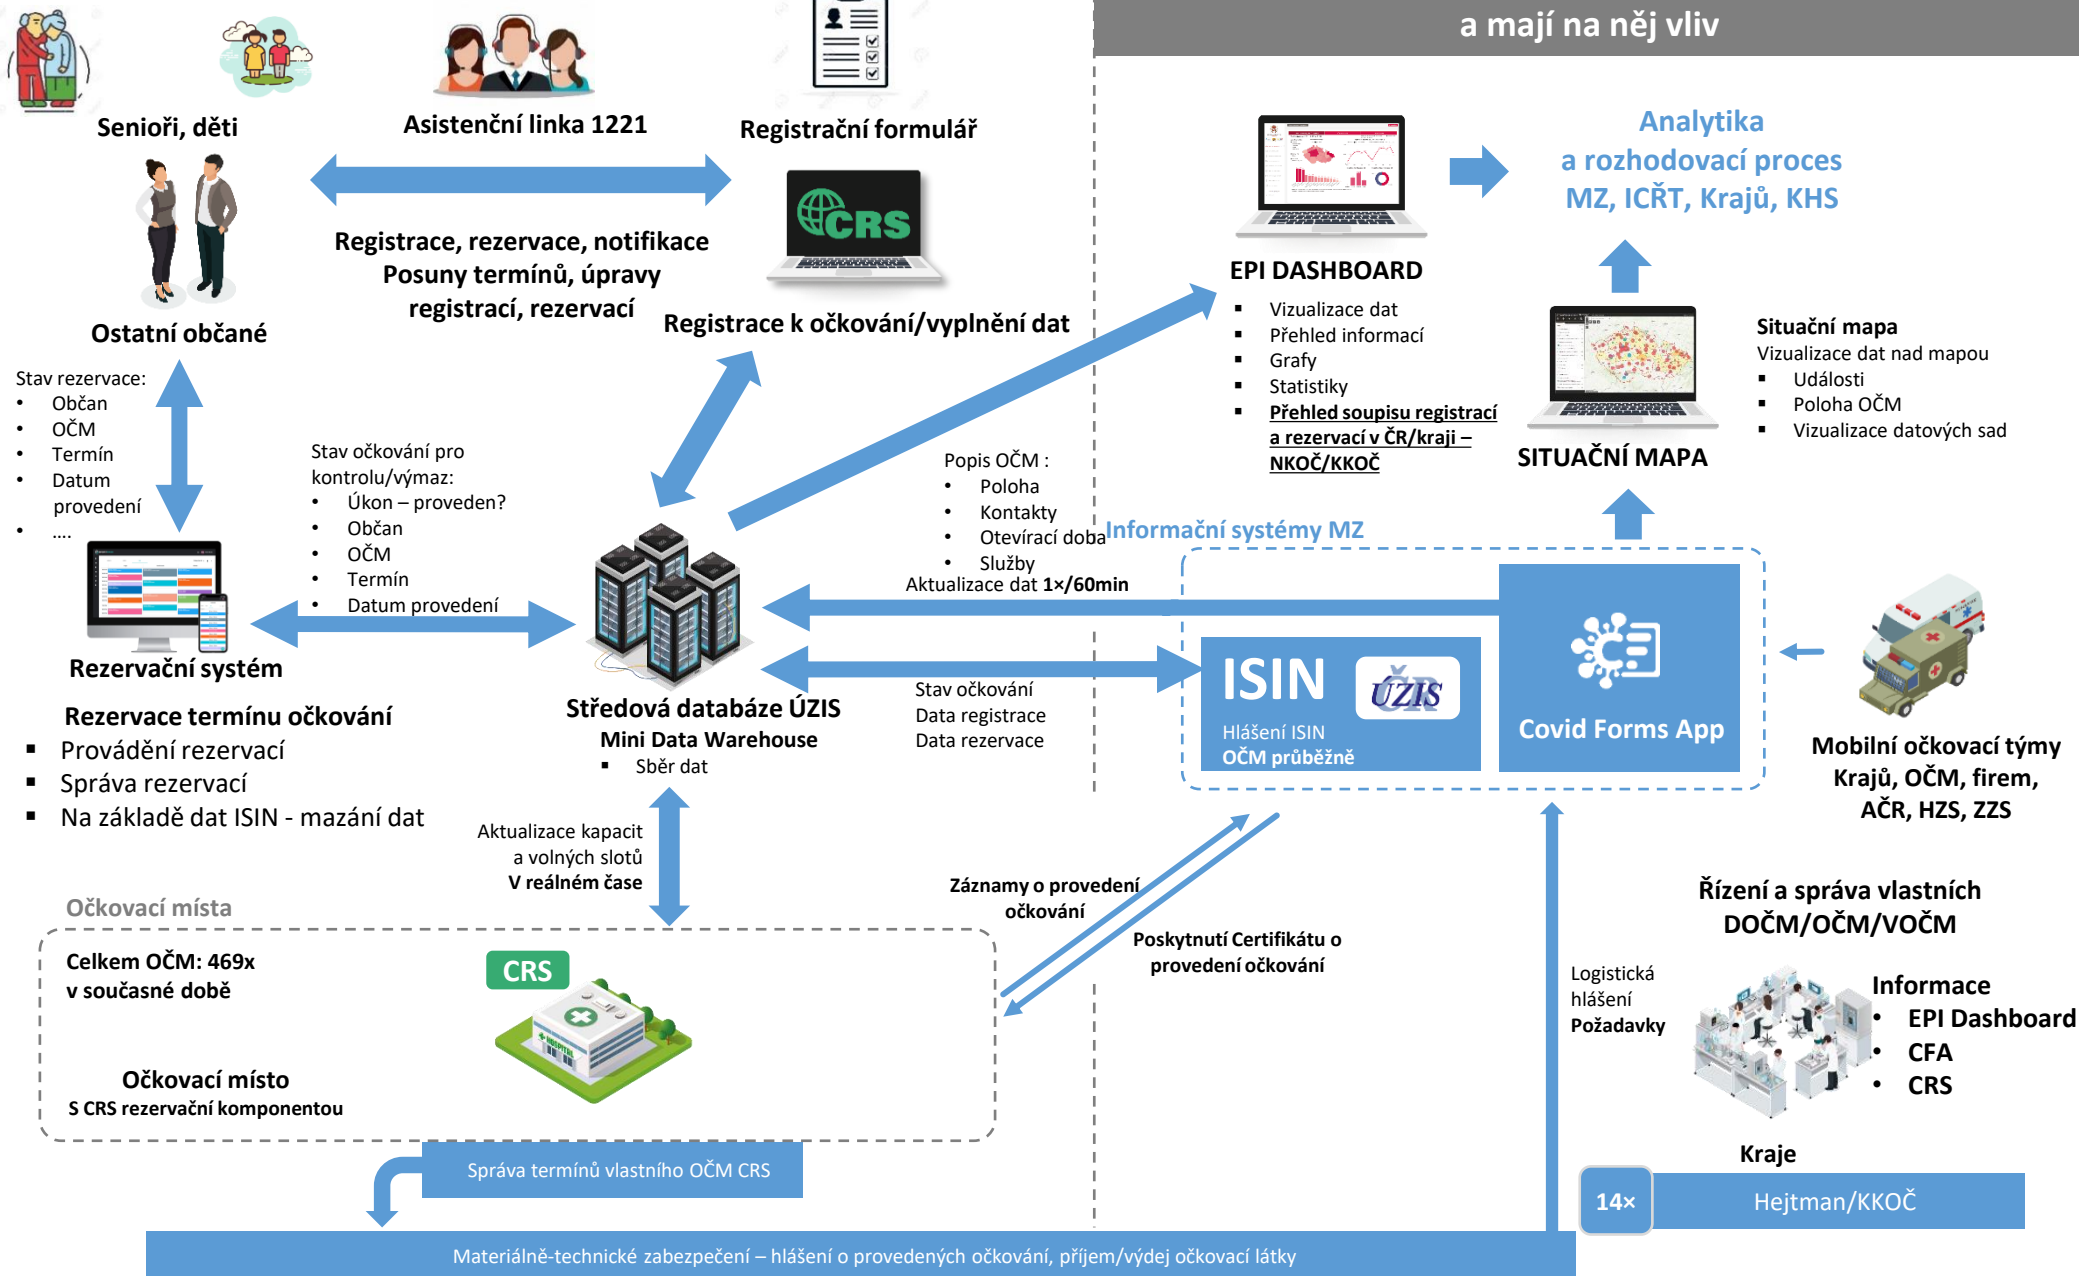 a mají na něj vliv
Senioři, děti
Asistenční linka 1221
Registrační formulář
CRS
Registrace, rezervace, notifikace
Posuny termínů, úpravy
registrací, rezervací
Registrace k očkování/vyplnění dat
Ostatní občané
Stav rezervace:
• Občan
• OČM
• Termín
• Datum
provedení
• ....
Stav očkování pro
kontrolu/výmaz:
• Úkon – proveden?
• Občan
• OČM
• Termín
• Datum provedení
Rezervační systém
Rezervace termínu očkování
▪ Provádění rezervací
▪ Správa rezervací
▪ Na základě dat ISIN - mazání dat
Středová databáze ÚZIS
Mini Data Warehouse
▪ Sběr dat
Aktualizace kapacit
a volných slotů
V reálném čase
Popis OČM :
• Poloha
• Kontakty
• Otevírací doba
• Služby
Aktualizace dat 1×/60min
Stav očkování
Data registrace
Data rezervace
EPI DASHBOARD
▪ Vizualizace dat
▪ Přehled informací
▪ Grafy
▪ Statistiky
▪ Přehled soupisu registrací
a rezervací v ČR/kraji –
NKOČ/KKOČ
Analytika
a rozhodovací proces
MZ, ICŘT, Krajů, KHS
SITUAČNÍ MAPA
Situační mapa
Vizualizace dat nad mapou
▪ Události
▪ Poloha OČM
▪ Vizualizace datových sad
Informační systémy MZ
ISIN
ČR
ÚZIS
Hlášení ISIN
OČM průběžně
Covid Forms App
Mobilní očkovací týmy
Krajů, OČM, firem,
AČR, HZS, ZZS
Očkovací místa
Celkem OČM: 469x
v současné době
CRS
HOSPITAL
Očkovací místo
S CRS rezervační komponentou
Záznamy o provedení
očkování
Poskytnutí Certifikátu o
provedení očkování
Logistická
hlášení
Požadavky
Řízení a správa vlastních
DOČM/OČM/VOČM
Informace
• EPI Dashboard
• CFA
• CRS
Kraje
14×
Hejtman/KKOČ
Správa termínů vlastního OČM CRS
Materiálně-technické zabezpečení – hlášení o provedených očkování, příjem/výdej očkovací látky